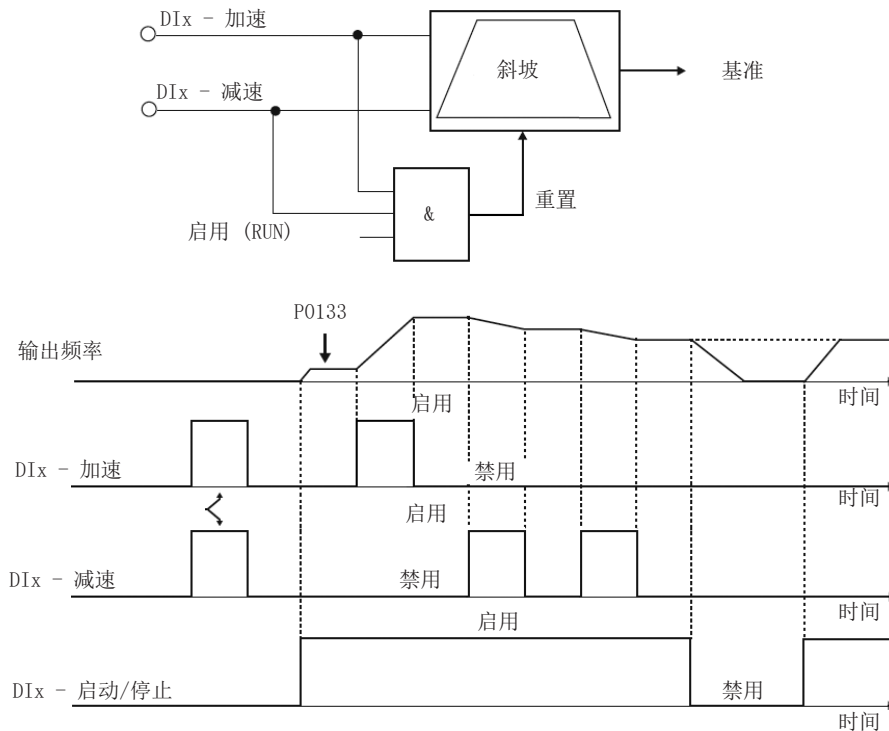 DIx - 加速
斜坡
基准
DIx - 减速
重置
&
启用 (RUN)
P0133
输出频率
时间
启用
DIx - 加速
禁用
时间
启用
DIx - 减速
禁用
时间
启用
DIx - 启动/停止
禁用
时间